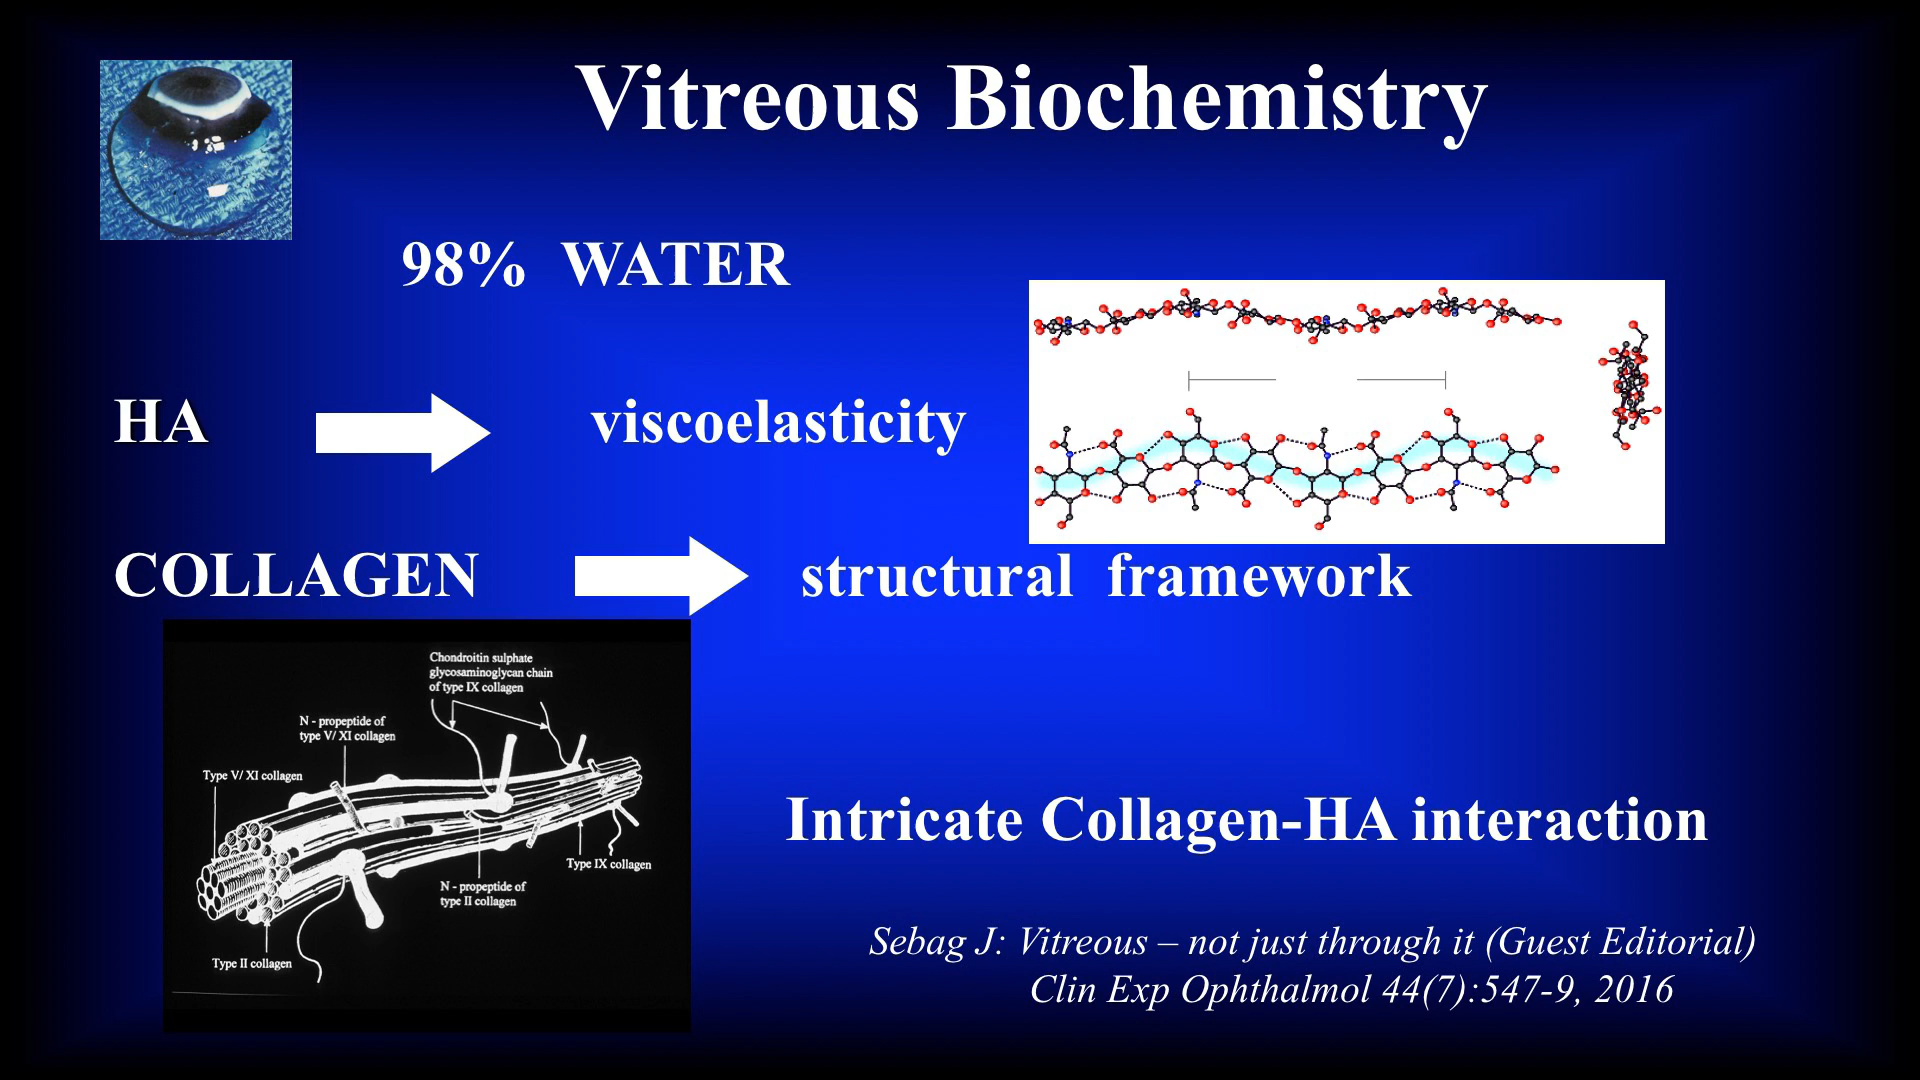 Vitreous Biochemistry
98% WATER
HA
viscoelasticity
COLLAGEN
structural framework
Chondroitin sulphate
glycosaminoglycan chain
of type IX collagen
N - propeptide of
type V/ XI collagen
Type V/ XI collagen
Type IX collagen
N - propeptide of
type II collagen
Type II collagen
Intricate Collagen-HA interaction
Sebag J: Vitreous – not just through it (Guest Editorial)
Clin Exp Ophthalmol 44(7):547-9, 2016